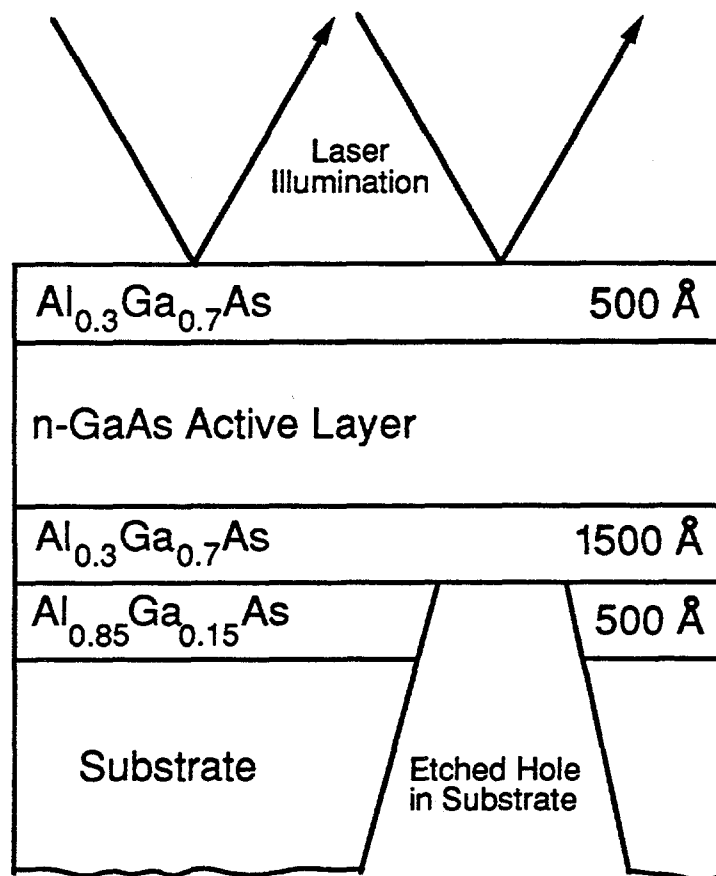 Laser
Illumination
Al0.3Ga0.7As 500 Å
n-GaAs Active Layer
Al0.3Ga0.7As 1500 Å
Al0.85Ga0.15As 500 Å
Substrate
Etched Hole
in Substrate